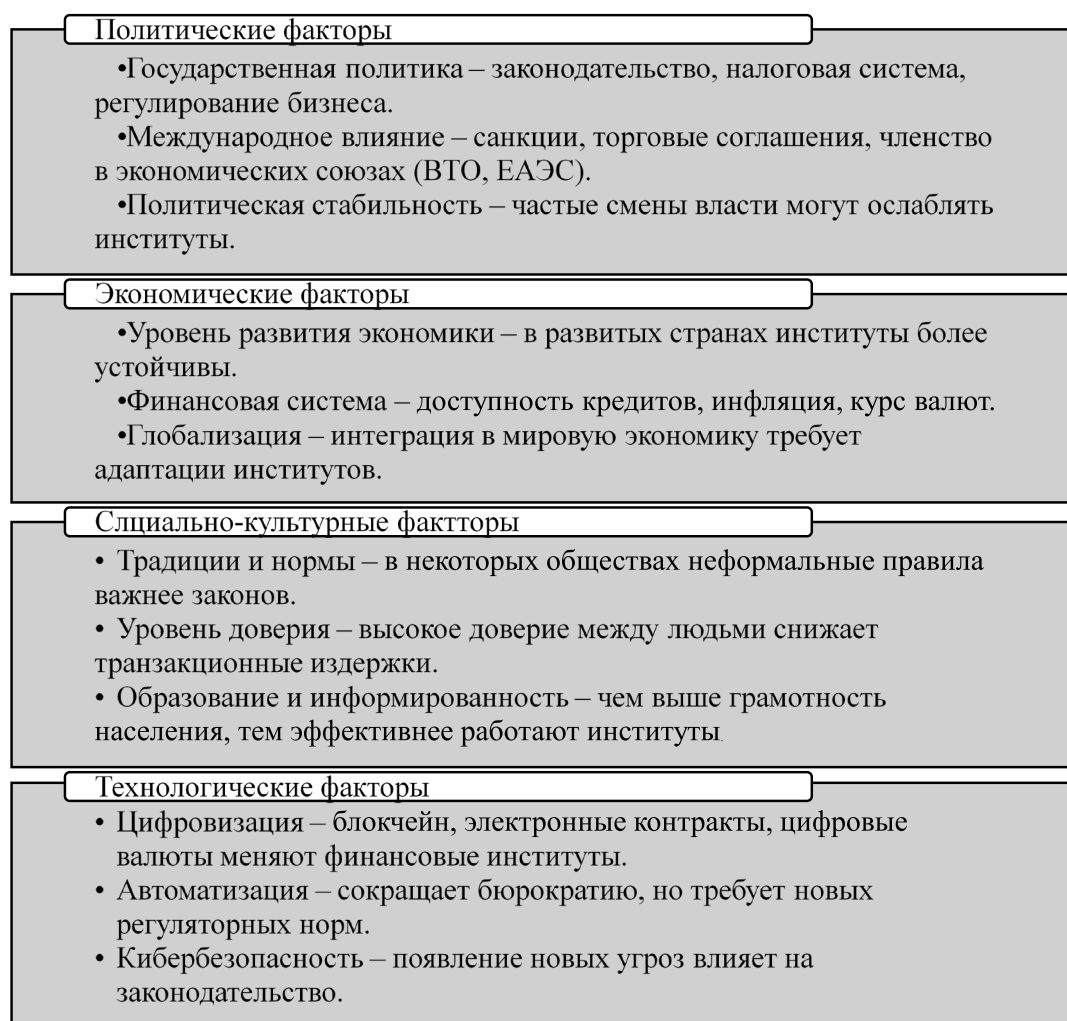 Политические факторы
•Государственная политика – законодательство, налоговая система,
регулирование бизнеса.
•Международное влияние – санкции, торговые соглашения, членство
в экономических союзах (ВТО, ЕАЭС).
•Политическая стабильность – частые смены власти могут ослаблять
институты.
Экономические факторы
•Уровень развития экономики – в развитых странах институты более
устойчивы.
•Финансовая система – доступность кредитов, инфляция, курс валют.
•Глобализация – интеграция в мировую экономику требует
адаптации институтов.
Слциально-культурные фактторы
• Традиции и нормы – в некоторых обществах неформальные правила
важнее законов.
• Уровень доверия – высокое доверие между людьми снижает
транзакционные издержки.
• Образование и информированность – чем выше грамотность
населения, тем эффективнее работают институты.
Технологические факторы
• Цифровизация – блокчейн, электронные контракты, цифровые
валюты меняют финансовые институты.
• Автоматизация – сокращает бюрократию, но требует новых
регуляторных норм.
• Кибербезопасность – появление новых угроз влияет на
законодательство.